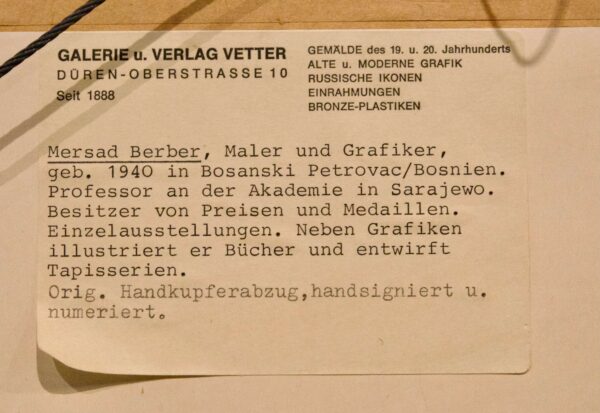 GALERIE u. VERLAG VETTER
DÜREN-OBERSTRASSE 10
Seit 1888
GEMÄLDE des 19. u. 20. Jahrhunderts
ALTE u. MODERNE GRAFIK
RUSSISCHE IKONEN
EINRAHMUNGEN
BRONZE-PLASTIKEN
Mersad Berber, Maler und Grafiker,
geb. 1940 in Bosanski Petrovac/Bosnien.
Professor an der Akademie in Sarajewo.
Besitzer von Preisen und Medaillen.
Einzelausstellungen. Neben Grafiken
illustriert er Bücher und entwirft
Tapisserien.
Orig. Handkupferabzug,handsigniert u.
numeriert.